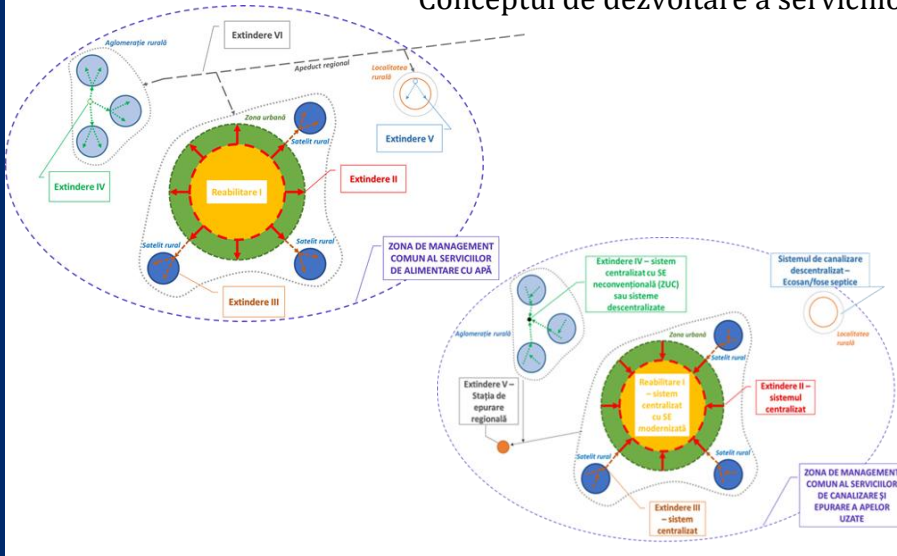 Conceptul de dezvoltare a
Extindere VI
Aglomerație rurală
Apeduct regional
Localitatea
rurală
Zona urbană
Satelit rural
Extindere V
Extindere IV
Reabilitare I
Extindere II
Satelit rural
Satelit rural
Extindere III
ZONA DE MANAGEMENT
COMUN AL SERVICIILOR
DE ALIMENTARE CU APĂ
Extindere IV – sistem
centralizat cu SE
neconvențională (ZUC)
sau sisteme
descentralizate
Sistemul de canalizare
descentralizat –
Ecosan/fose septice
Aglomerație rurală
Zona urbană
Localitatea
rurală
Satelit rural
Extindere V –
Stația de
epurare
regională
Reabilitare I
– sistem
centralizat
cu SE
modernizată
Extindere II –
sistemul
centralizat
Satelit rural
Satelit rural
Extindere III
– sistem
centralizat
ZONA DE MANAGEMENT
COMUN AL SERVICIILOR
DE CANALIZARE ȘI
EPURARE A APELOR
UZATE